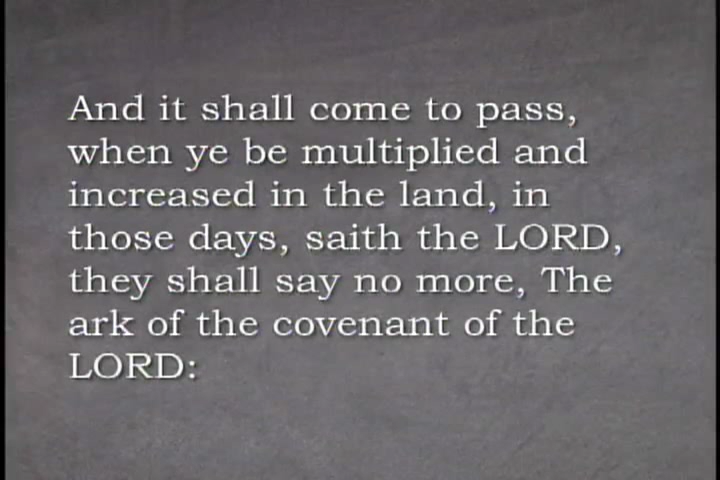 And it shall come to pass,
when ye be multiplied and
increased in the land, in
those days, saith the LORD,
they shall say no more, The
ark of the covenant of the
LORD: